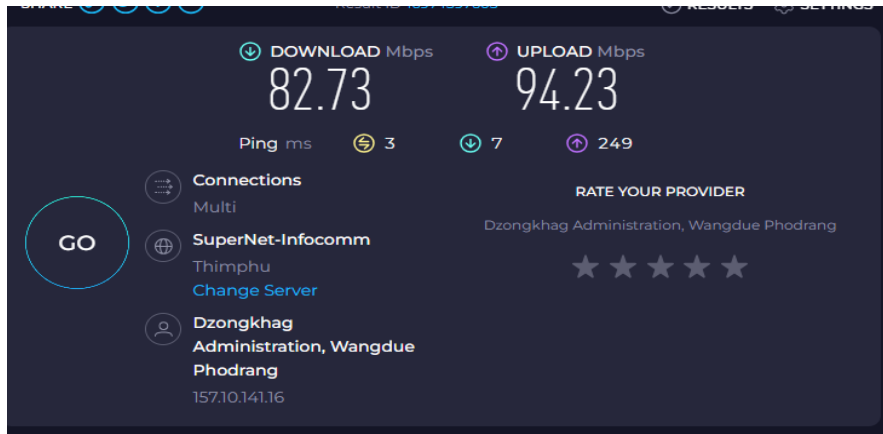 DOWNLOAD Mbps
UPLOAD Mbps
82.73
94.23
Ping ms 3 7 249
Connections
Multi
SuperNet-Infocomm
Thimphu
Change Server
Dzongkhag
Administration, Wangdue
Phodrang
157.10.141.16
GO
RATE YOUR PROVIDER
Dzongkhag Administration, Wangdue Phodrang